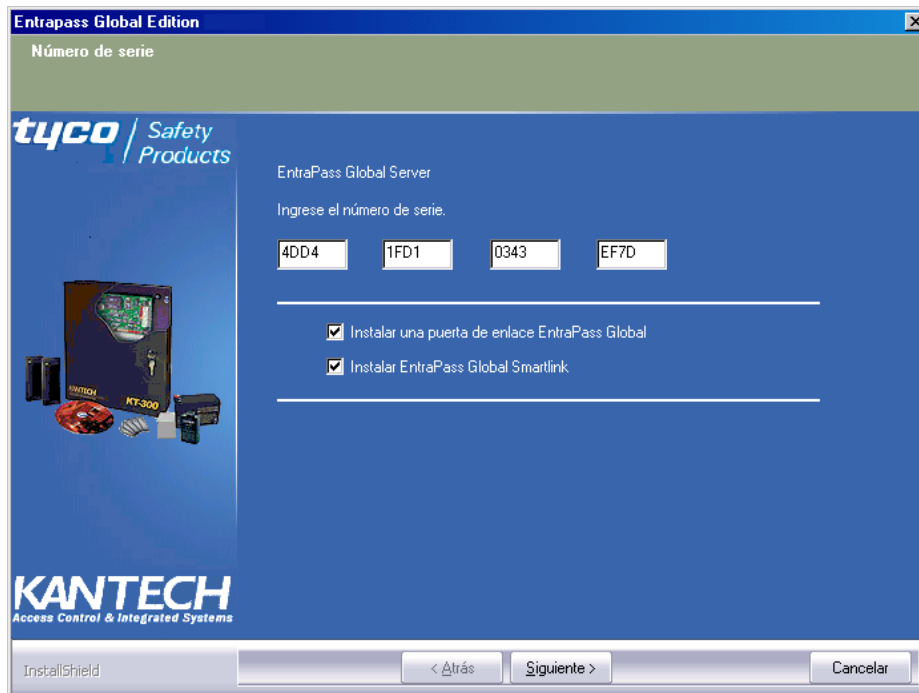 Entrapass Global Edition
Número de serie
tyco / Safety
Products
EntraPass Global Server
Ingrese el número de serie.
4DD4 1FD1 0343 EF7D
Instalar una puerta de enlace EntraPass Global
Instalar EntraPass Global Smartlink
KANTECH
KT-300
KANTECH
Access Control & Integrated Systems
InstallShield
< Atrás Siguiente > Cancelar